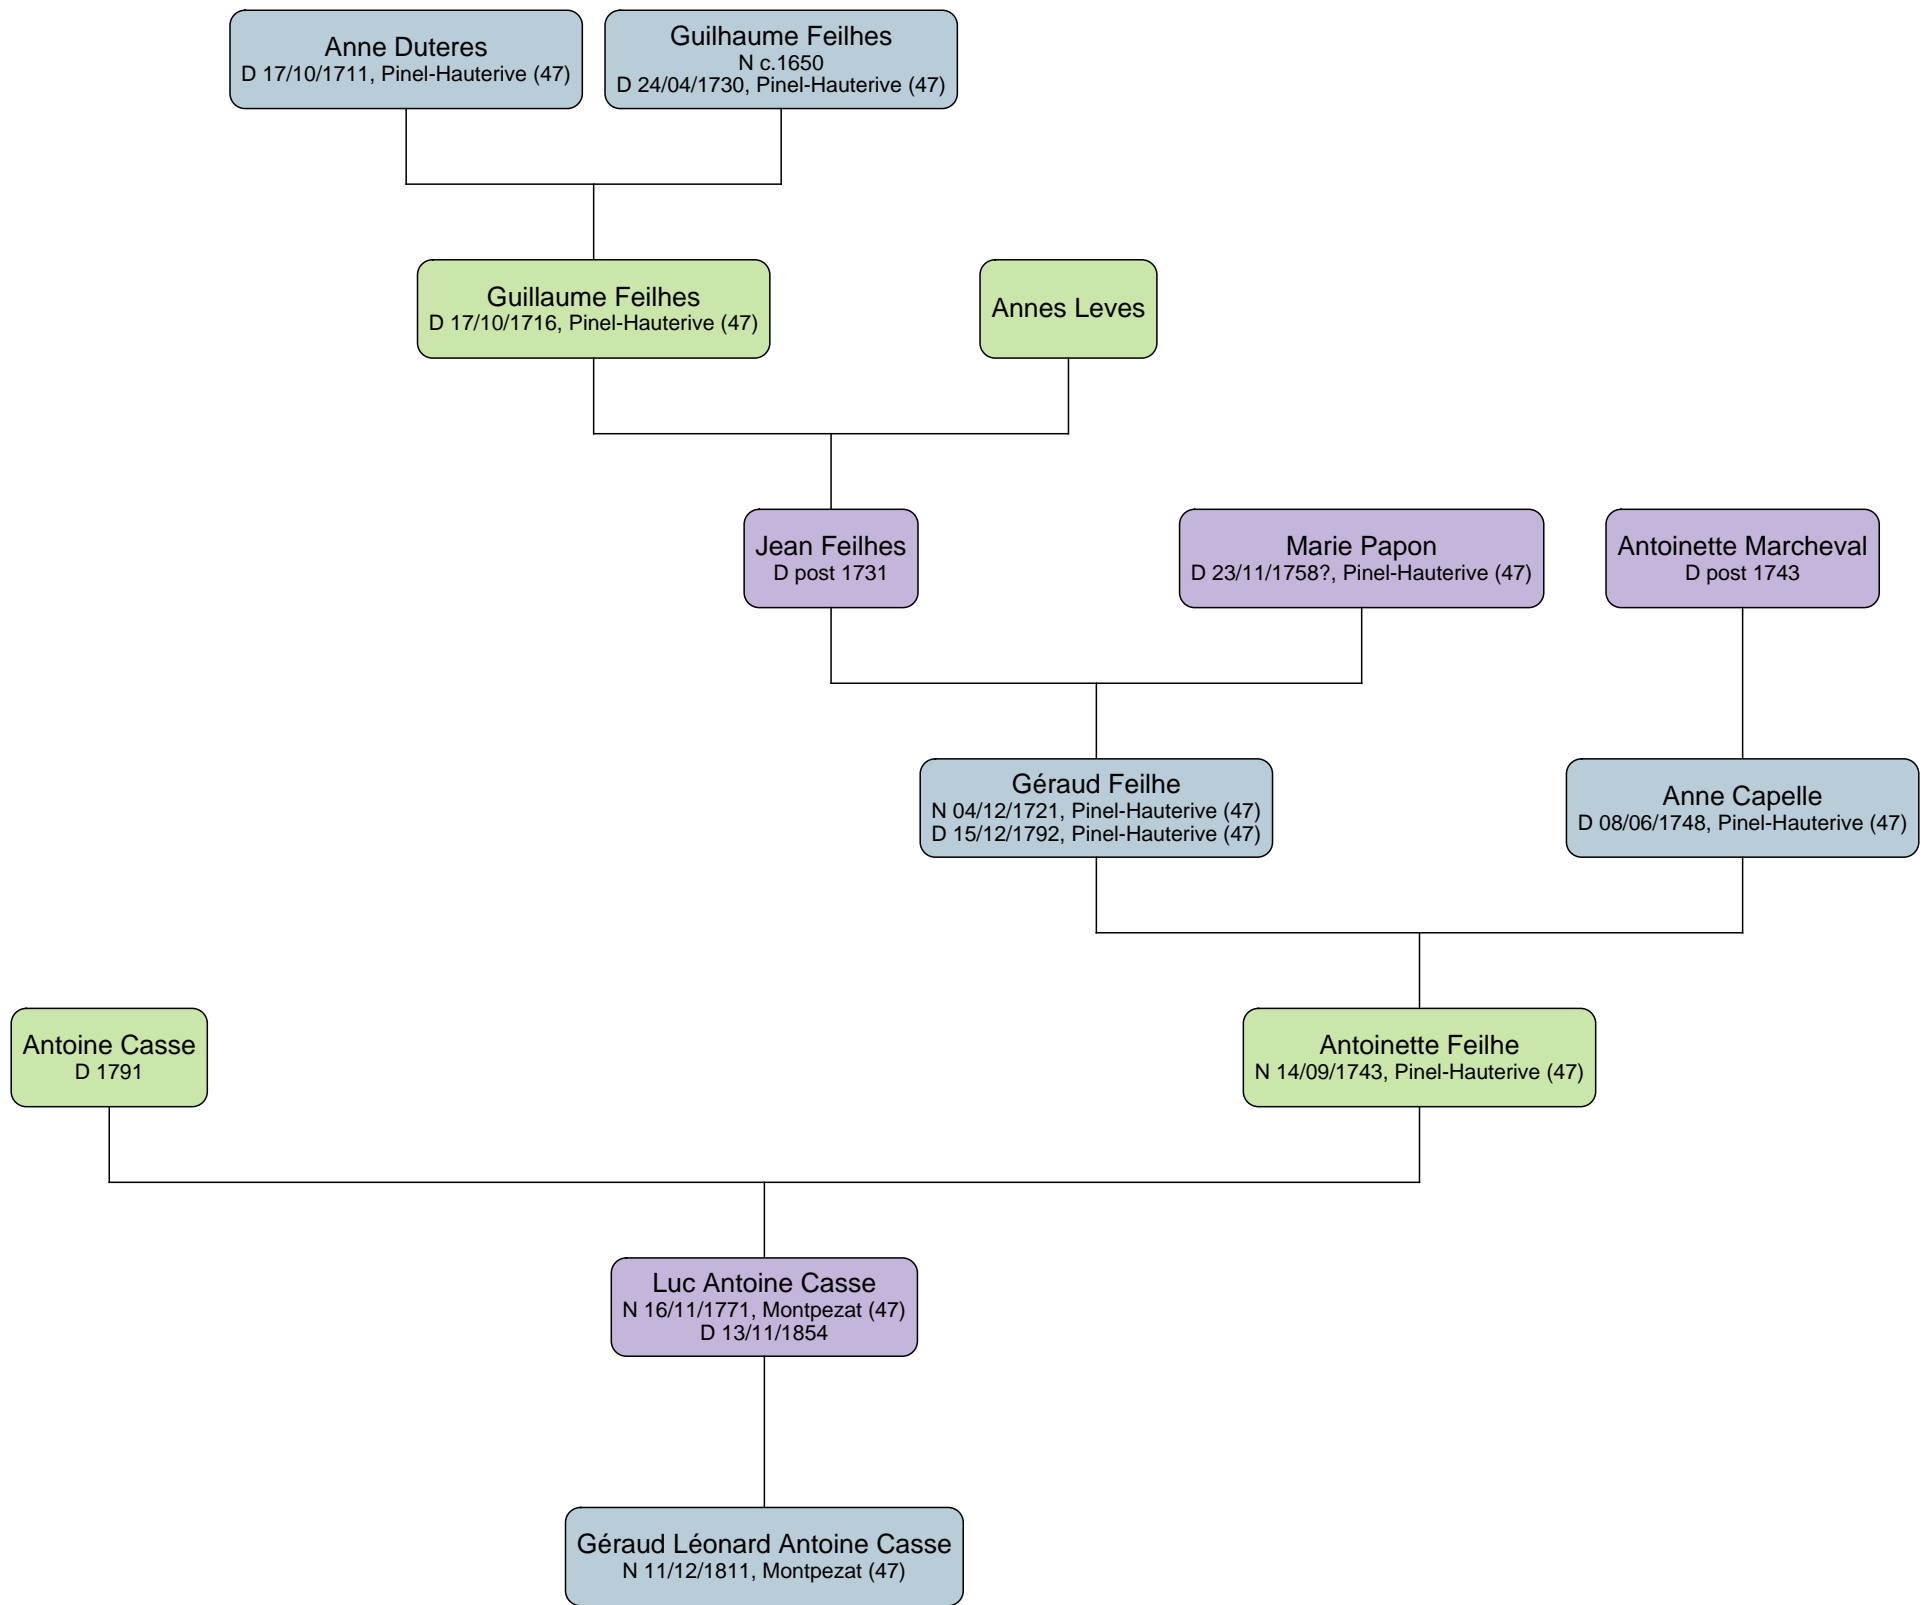 Anne Duteres
D 17/10/1711, Pinel-Hauterive (47)
Guilhaume Feilhes
N c.1650
D 24/04/1730, Pinel-Hauterive (47)
Guillaume Feilhes
D 17/10/1716, Pinel-Hauterive (47)
Annes Leves
Jean Feilhes
D post 1731
Marie Papon
D 23/11/1758?, Pinel-Hauterive (47)
Antoinette Marcheval
D post 1743
Géraud Feilhe
N 04/12/1721, Pinel-Hauterive (47)
D 15/12/1792, Pinel-Hauterive (47)
Anne Capelle
D 08/06/1748, Pinel-Hauterive (47)
Antoine Casse
D 1791
Antoinette Feilhe
N 14/09/1743, Pinel-Hauterive (47)
Luc Antoine Casse
N 16/11/1771, Montpezat (47)
D 13/11/1854
Géraud Léonard Antoine Casse
N 11/12/1811, Montpezat (47)